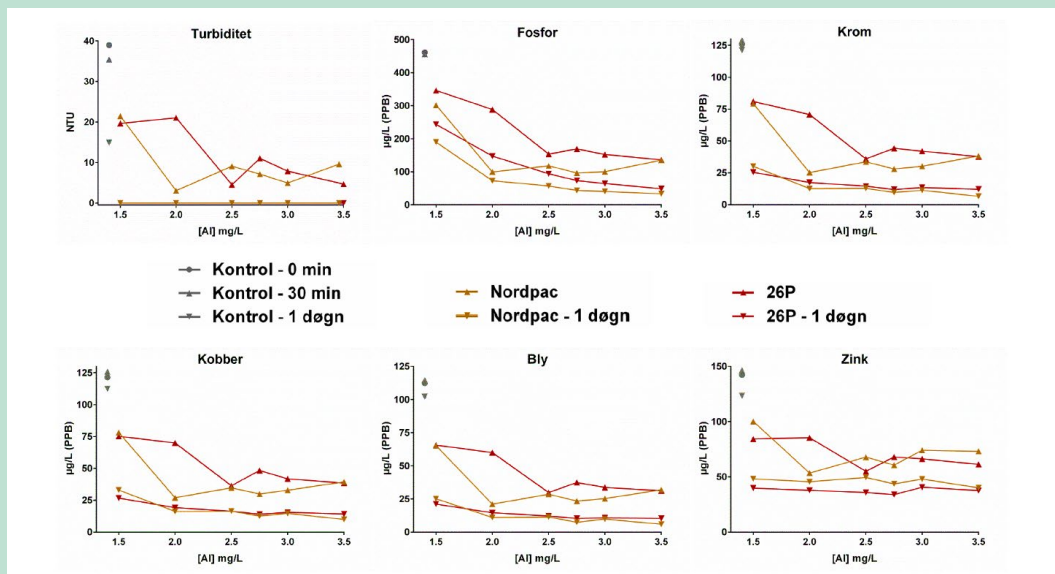 Turbiditet
NTU
40
30
20
10
0
1.5 2.0 2.5 3.0 3.5
[Al] mg/L
Fosfor
µg/L (PPB)
500
400
300
200
100
0
1.5 2.0 2.5 3.0 3.5
[Al] mg/L
Krom
µg/L (PPB)
125
100
75
50
25
0
1.5 2.0 2.5 3.0 3.5
[Al] mg/L
Kontrol - 0 min
Kontrol - 30 min
Kontrol - 1 døgn
Nordpac
Nordpac - 1 døgn
26P
26P - 1 døgn
Kobber
µg/L (PPB)
125
100
75
50
25
0
1.5 2.0 2.5 3.0 3.5
[Al] mg/L
Bly
µg/L (PPB)
125
100
75
50
25
0
1.5 2.0 2.5 3.0 3.5
[Al] mg/L
Zink
µg/L (PPB)
150
100
50
0
1.5 2.0 2.5 3.0 3.5
[Al] mg/L